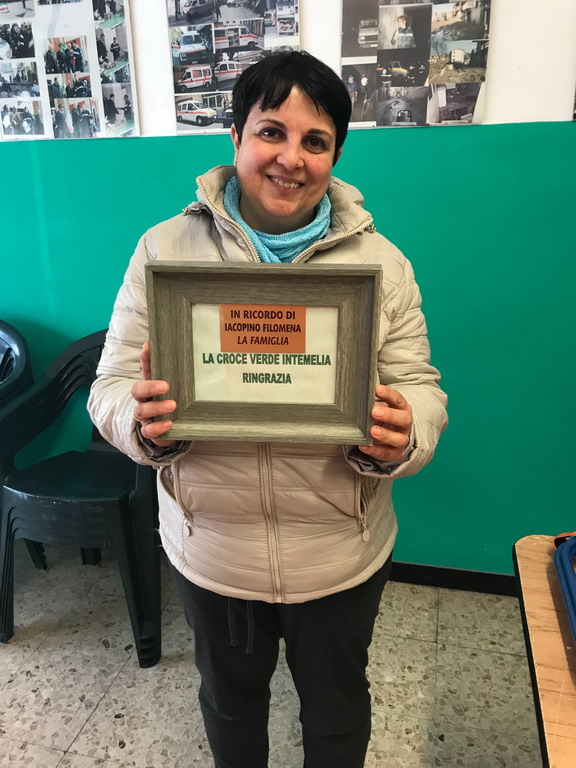 IN RICORDO DI
IACOPINO FILOMENA
LA FAMIGLIA
LA CROCE VERDE INTEMELIA
RINGRAZIA